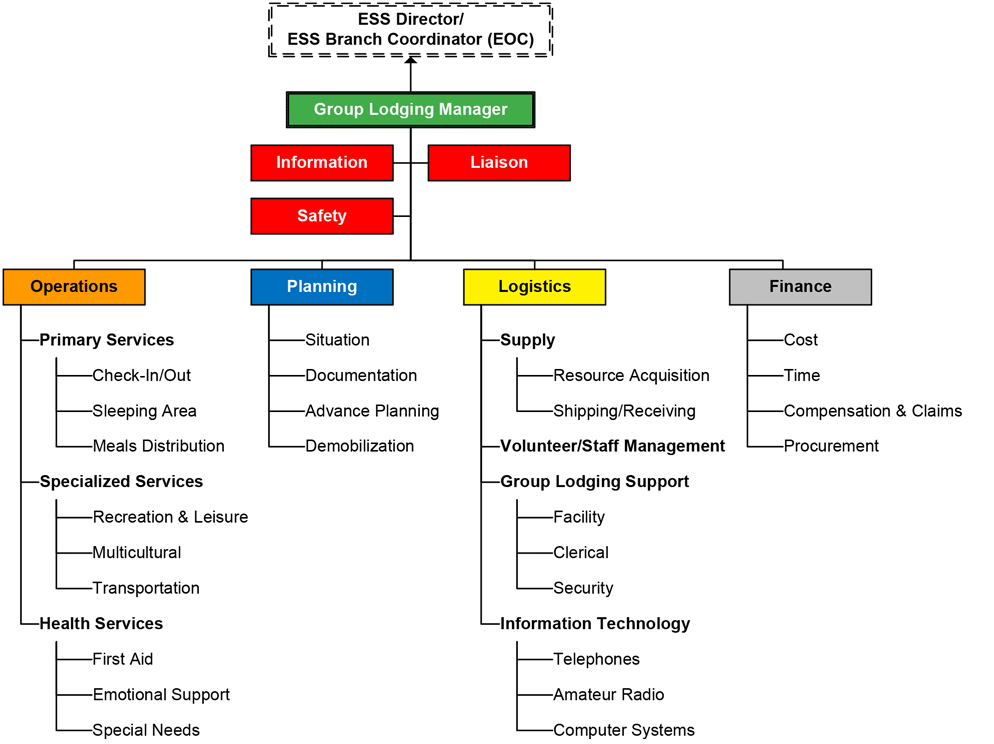 ESS Director/
ESS Branch Coordinator (EOC)
Group Lodging Manager
Information
Liaison
Safety
Operations
Primary Services
Check-In/Out
Sleeping Area
Meals Distribution
Specialized Services
Recreation & Leisure
Multicultural
Transportation
Health Services
First Aid
Emotional Support
Special Needs
Planning
Situation
Documentation
Advance Planning
Demobilization
Logistics
Supply
Resource Acquisition
Shipping/Receiving
Volunteer/Staff Management
Group Lodging Support
Facility
Clerical
Security
Information Technology
Telephones
Amateur Radio
Computer Systems
Finance
Cost
Time
Compensation & Claims
Procurement